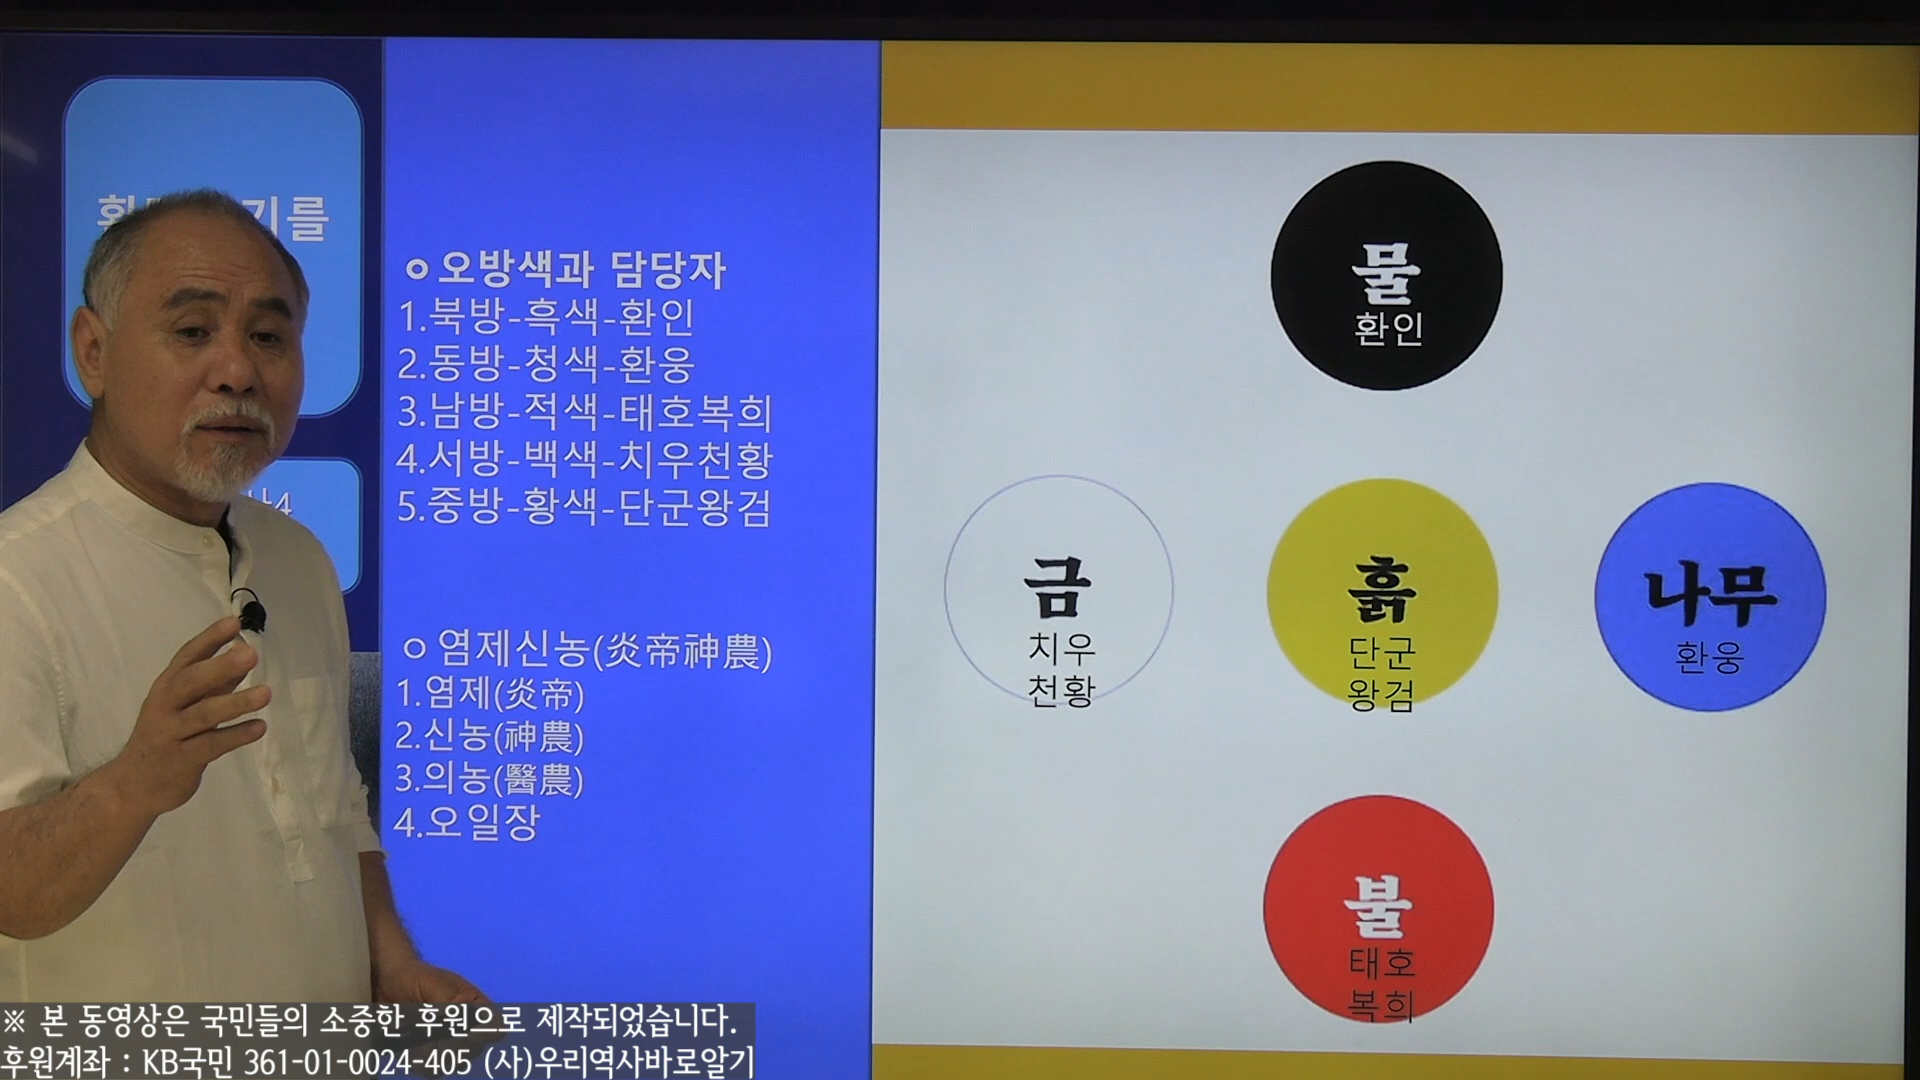 기를
ㅇ오방색과 담당자
1.북방-흑색-환인
2.동방-청색-환웅
3.남방-적색-태호복희
4.서방-백색-치우천황
5.중방-황색-단군왕검
ㅇ염제신농(炎帝神農)
1.염제(炎帝)
2.신농(神農)
3.의농(醫農)
4.오일장
물
환인
금
치우
천황
흙
단군
왕검
나무
환웅
불
태호
복희
※ 본 동영상은 국민들의 소중한 후원으로 제작되었습니다.
후원계좌 : KB국민 361-01-0024-405 (사)우리역사바로알기